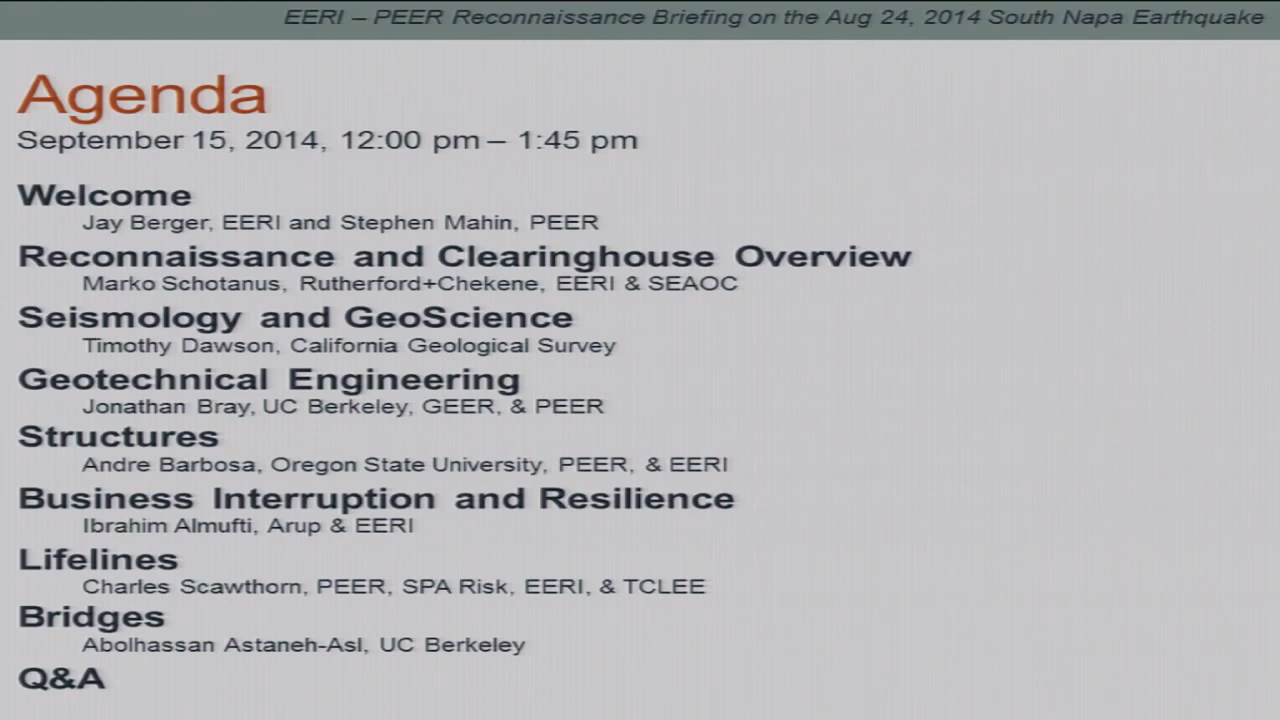 EERI – PEER Reconnaissance Briefing on the Aug 24, 2014 South Napa Earthquake
Agenda
September 15, 2014, 12:00 pm – 1:45 pm
Welcome
Jay Berger, EERI and Stephen Mahin, PEER
Reconnaissance and Clearinghouse Overview
Marko Schotanus, Rutherford+Chekene, EERI & SEAOC
Seismology and GeoScience
Timothy Dawson, California Geological Survey
Geotechnical Engineering
Jonathan Bray, UC Berkeley, GEER, & PEER
Structures
Andre Barbosa, Oregon State University, PEER, & EERI
Business Interruption and Resilience
Ibrahim Almufti, Arup & EERI
Lifelines
Charles Scawthorn, PEER, SPA Risk, EERI, & TCLEE
Bridges
Abolhassan Astaneh-Asl, UC Berkeley
Q&A